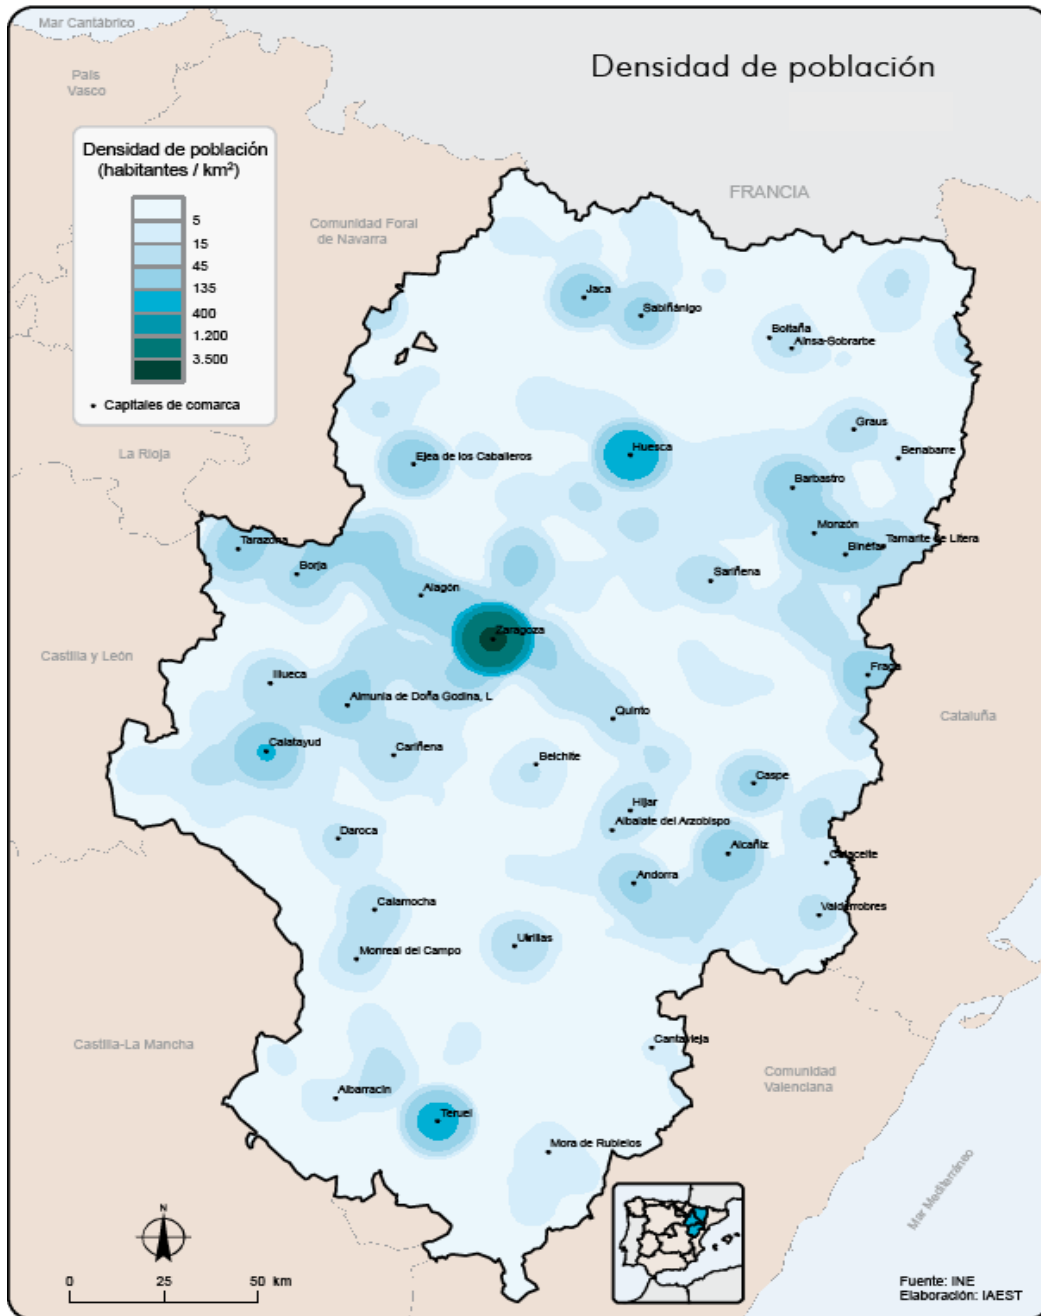 Mar Cantábrico
Densidad de población
País
Vasco
Densidad de población
(habitantes / km²)
5
15
45
135
400
1.200
3.500
Capitales de comarca
FRANCIA
Comunidad Foral
de Navarra
La Rioja
Castilla y León
Castilla-La Mancha
Cataluña
Comunidad
Valenciana
Mar Mediterráneo
Jaca
Sabiñánigo
Boltaña
Aínsa-Sobrarbe
Graus
Benabarre
Huesca
Ejea de los Caballeros
Barbastro
Monzón
Binéfar
Tamarite de Litera
Tarazona
Borja
Alagón
Sariñena
Zaragoza
Fraga
Illueca
Almunia de Doña Godina, L
Quinto
Calatayud
Cariñena
Belchite
Caspe
Híjar
Albalate del Arzobispo
Daroca
Alcañiz
Calaceite
Andorra
Calamocha
Valderrobres
Utrillas
Monreal del Campo
Cantavieja
Albarracín
Teruel
Mora de Rubielos
N
0 25 50 km
Fuente: INE
Elaboración: IAEST